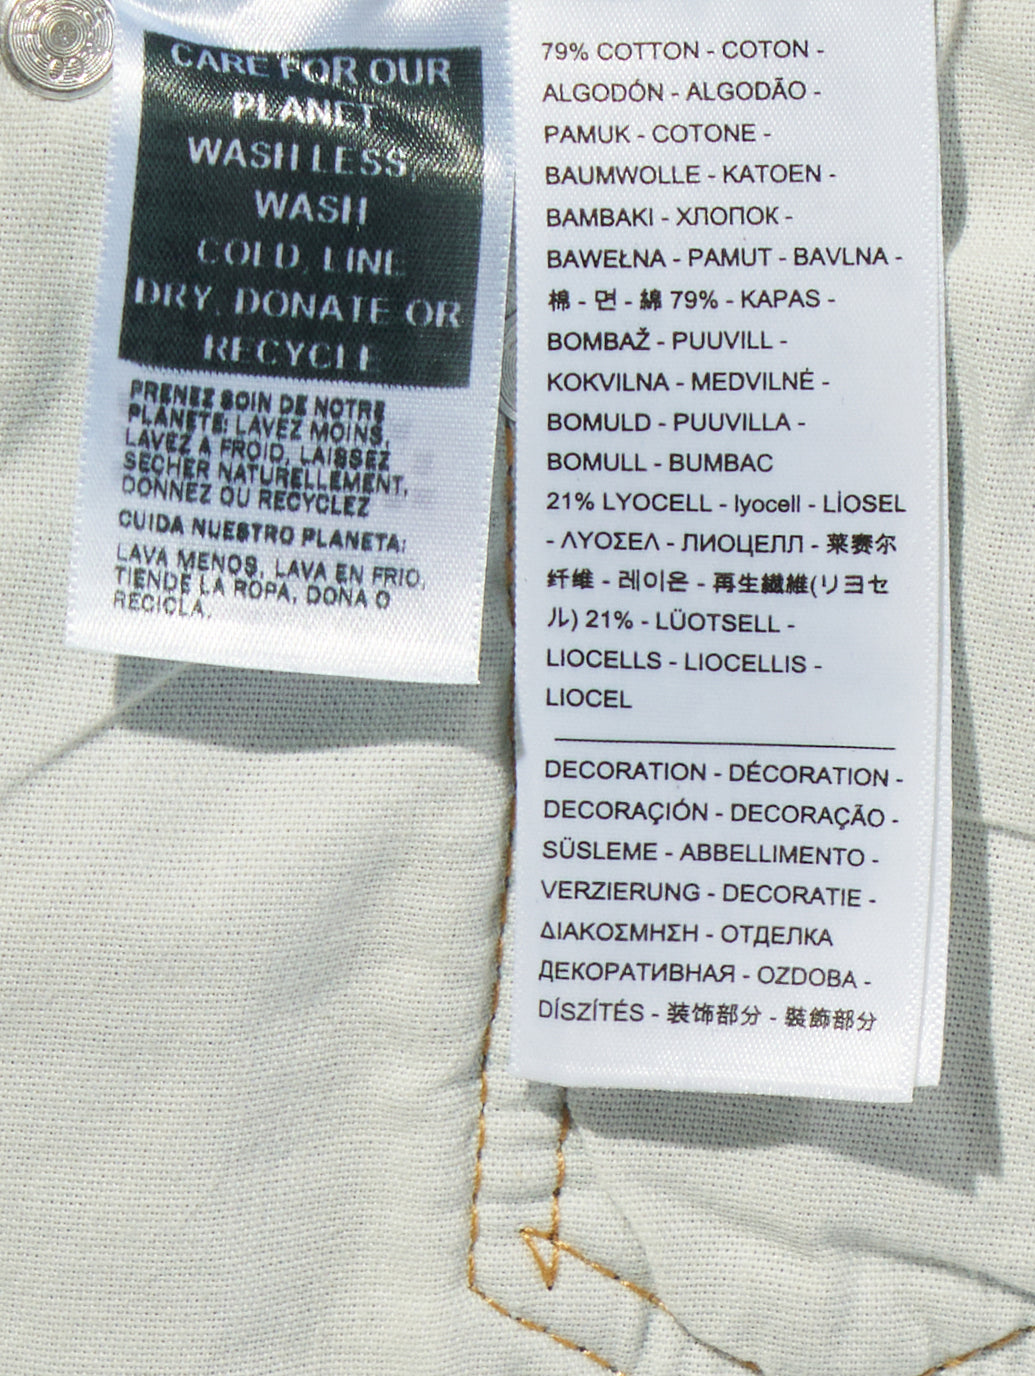 CARE FOR OUR
PLANET:
WASH LESS,
WASH
COLD, LINE
DRY, DONATE OR
RECYCLE
PRENEZ SOIN DE NOTRE
PLANETE: LAVEZ MOINS,
LAVEZ A FROID, LAISSEZ
SECHER NATURELLEMENT,
DONNEZ OU RECYCLEZ
CUIDA NUESTRO PLANETA:
LAVA MENOS, LAVA EN FRIO,
TIENDE LA ROPA, DONA O
RECICLA.
79% COTTON - COTON -
ALGODÓN - ALGODÃO -
PAMUK - COTONE -
BAUMWOLLE - KATOEN -
BAMBAKI - ХЛОПОК -
BAWEŁNA - PAMUT - BAVLNA -
棉 - 면 - 綿 79% - KAPAS -
BOMBAŽ - PUUVILL -
KOKVILNA - MEDVILNĖ -
BOMULD - PUUVILLA -
BOMULL - BUMBAC
21% LYOCELL - lyocell - LİOSEL
- ΛΥΟΣΕΛ - ЛИОЦЕЛЛ - 莱赛尔
纤维 - 레이온 - 再生繊維(リヨセ
ル) 21% - LÜOTSELL -
LIOCELLS - LIOCELLIS -
LIOCEL
DECORATION - DÉCORATION -
DECORAÇIÓN - DECORAÇÃO -
SÜSLEME - ABBELLIMENTO -
VERZIERUNG - DECORATIE -
ΔΙΑΚΟΣΜΗΣΗ - ОТДЕЛКА
ДЕКОРАТИВНАЯ - OZDOBA -
DÍSZÍTÉS - 装饰部分 - 裝飾部分